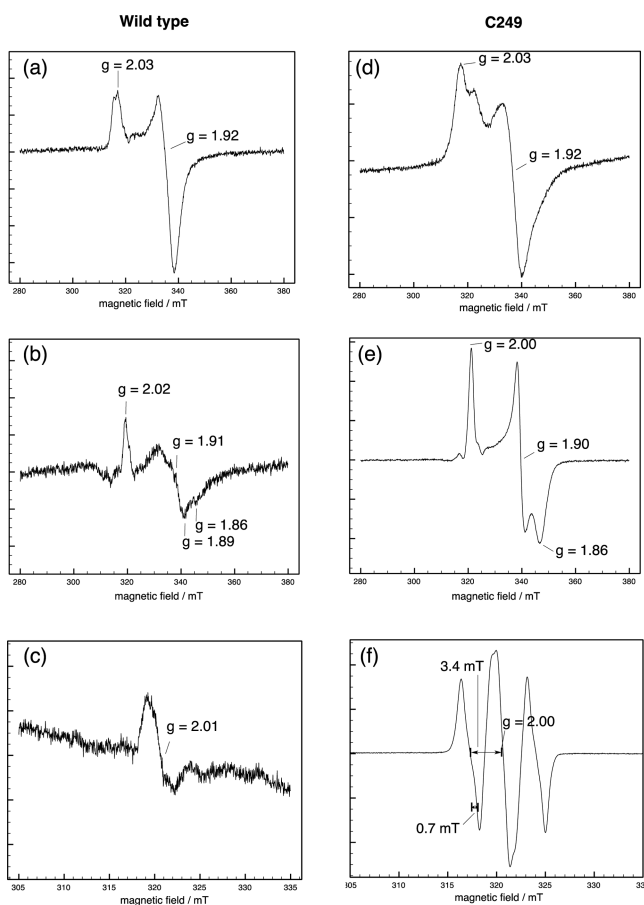 Wild type
C249
(a)
g = 2.03
g = 1.92
280 300 320 340 360 380
magnetic field / mT
(d)
g = 2.03
g = 1.92
280 300 320 340 360 380
magnetic field / mT
(b)
g = 2.02
g = 1.91
g = 1.86
g = 1.89
280 300 320 340 360 380
magnetic field / mT
(e)
g = 2.00
g = 1.90
g = 1.86
280 300 320 340 360 380
magnetic field / mT
(c)
g = 2.01
305 310 315 320 325 330 335
magnetic field / mT
(f)
3.4 mT
g = 2.00
0.7 mT
305 310 315 320 325 330 335
magnetic field / mT